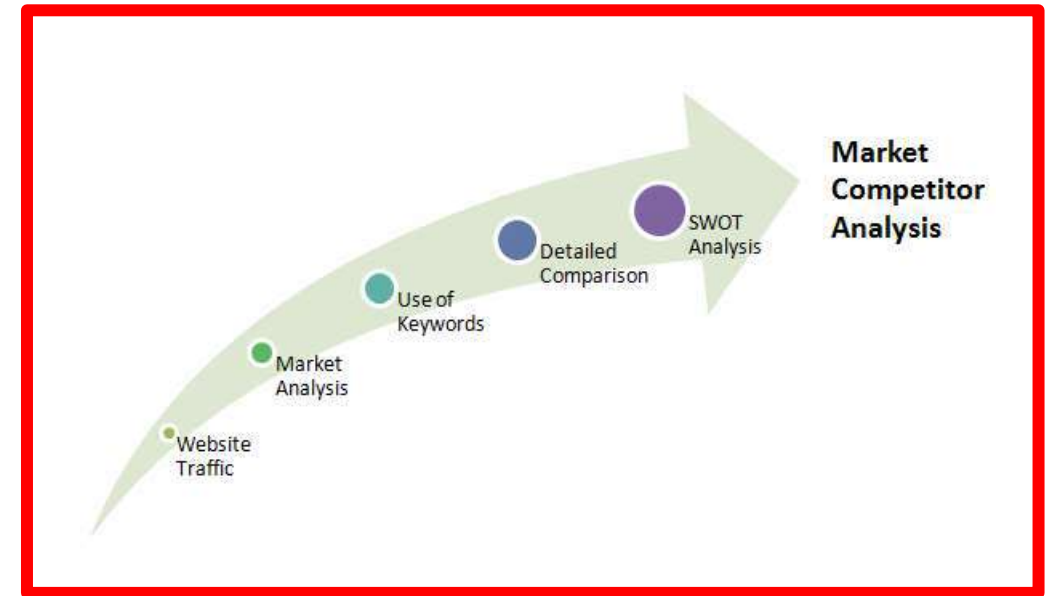 Market
Competitor
Analysis
SWOT
Analysis
Detailed
Comparison
Use of
Keywords
Market
Analysis
Website
Traffic